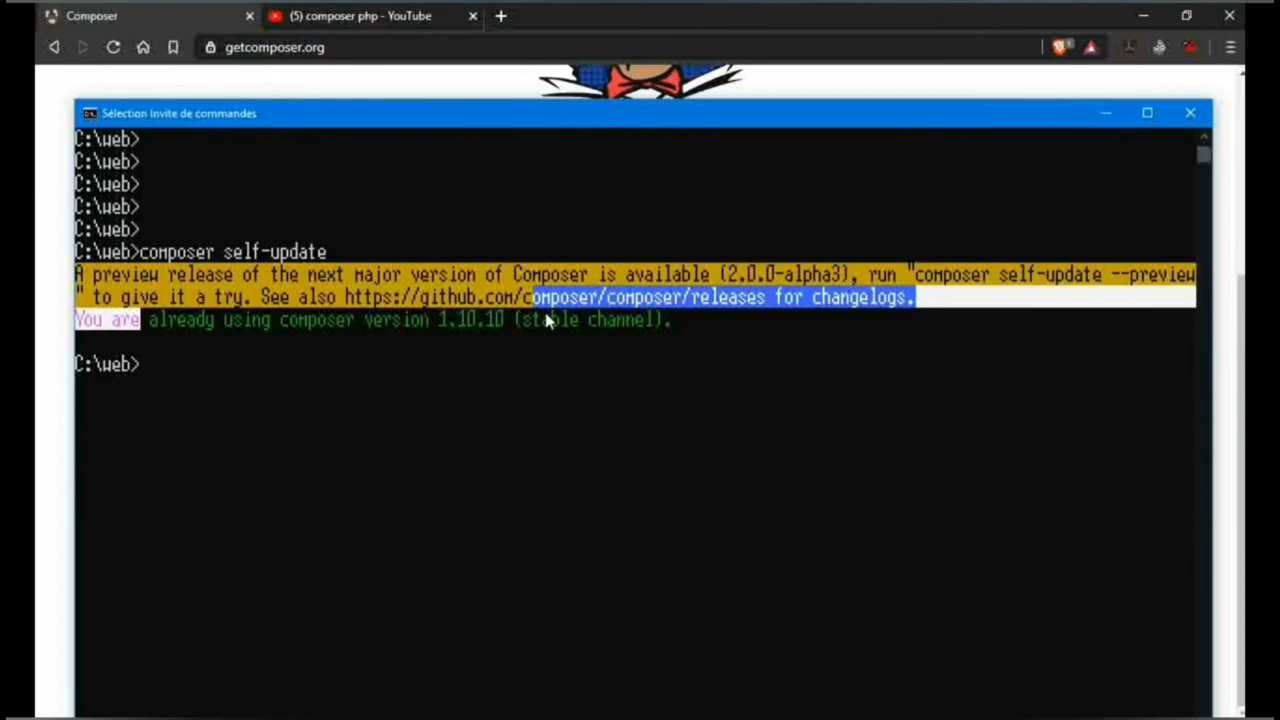 Composer
(5) composer php - YouTube
getcomposer.org
Sélection Invite de commandes
C:\web>
C:\web>
C:\web>
C:\web>
C:\web>
C:\web>composer self-update
A preview release of the next major version of Composer is available (2.0.0-alpha3), run "composer self-update --preview
" to give it a try. See also https://github.com/composer/composer/releases for changelogs.
You are already using composer version 1.10.10 (stable channel).
C:\web>